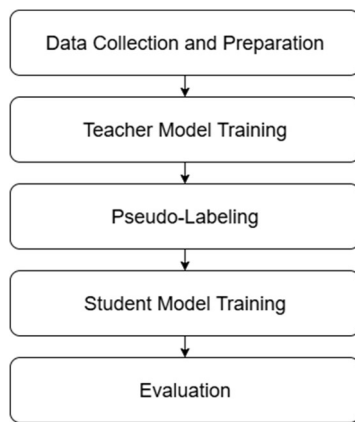 Data Collection and Preparation
Teacher Model Training
Pseudo-Labeling
Student Model Training
Evaluation